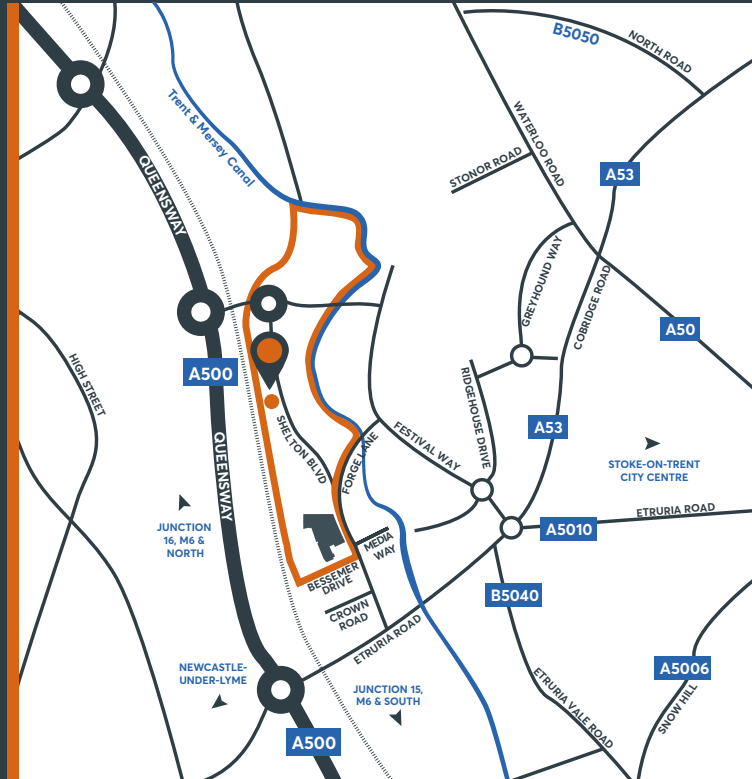 B5050
NORTH ROAD
Trent & Mersey Canal
WATERLOO ROAD
STONOR ROAD
A53
QUEENSWAY
GREYHOUND WAY
COBRIDGE ROAD
A50
A500
HIGH STREET
RIDGEHOUSE DRIVE
A53
SHELTON BLVD
FORGE LANE
FESTIVAL WAY
STOKE-ON-TRENT
CITY CENTRE
QUEENSWAY
JUNCTION
16, M6 &
NORTH
ETRURIA ROAD
A5010
MEDIA
WAY
BESSEMER
DRIVE
CROWN
ROAD
B5040
ETRURIA ROAD
NEWCASTLE-
UNDER-LYME
JUNCTION 15,
M6 & SOUTH
A5006
SNOW HILL
ETRURIA VALE ROAD
A500